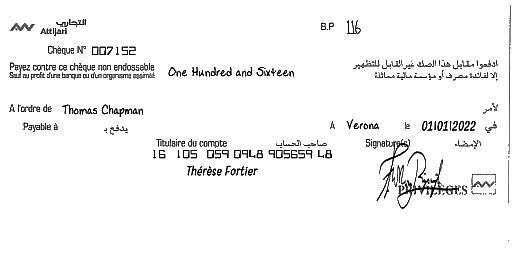 التجاري
Attijari
B.P 116
Chèque N° 007152
Payez contre ce chèque non endossable
Sauf au profit d'une banque ou d'un organisme assimilé
One Hundred and Sixteen
ادفعوا مقابل هذا الصك غير القابل للتظهير
إلا لفائدة مصرف أو مؤسسة مالية مماثلة
A l'ordre de Thomas Chapman لأمر
Payable à يدفع بـ A Verona le 01/01/2022 في
Titulaire du compte صاحب الحساب Signature(s) الإمضاء
16 105 059 0948 905659 48
Thérèse Fortier
PRIVILÈGES